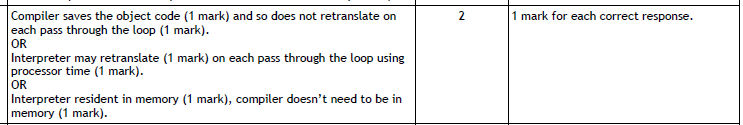 Compiler saves the object code (1 mark) and so does not retranslate on
each pass through the loop (1 mark).
OR
Interpreter may retranslate (1 mark) on each pass through the loop using
processor time (1 mark).
OR
Interpreter resident in memory (1 mark), compiler doesn’t need to be in
memory (1 mark).
2
1 mark for each correct response.